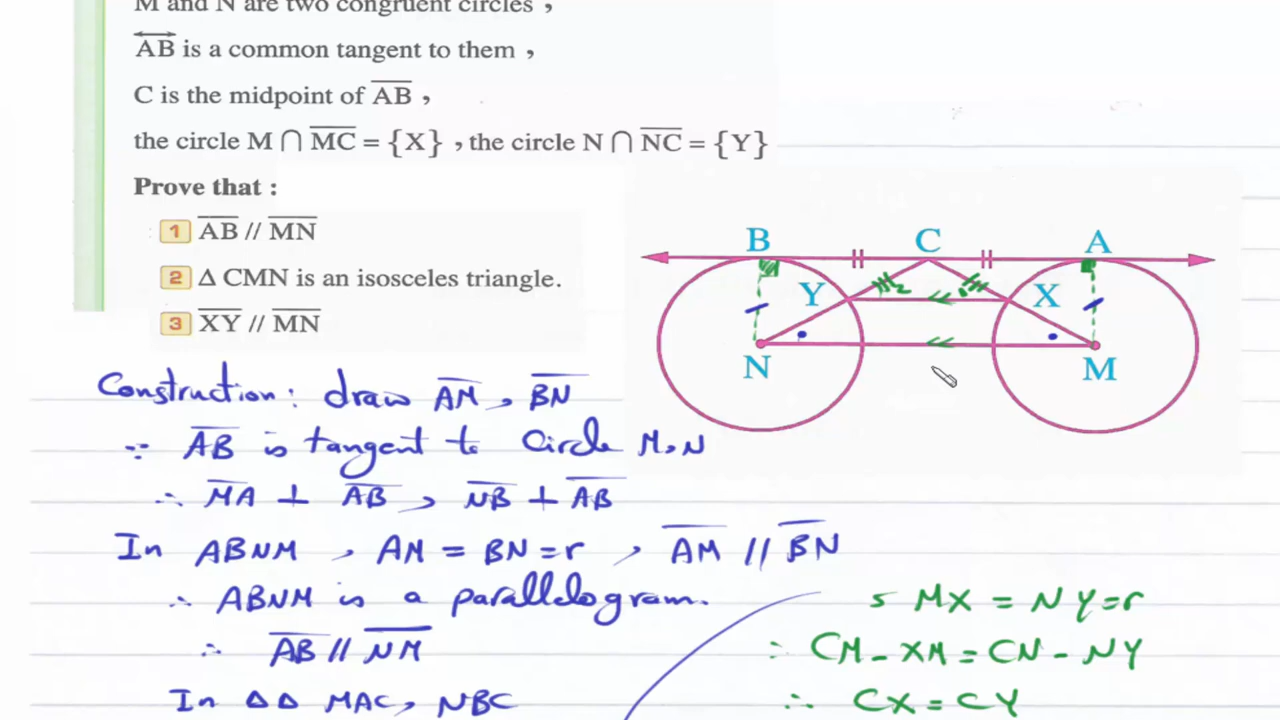 M and N are two congruent circles ,
AB is a common tangent to them ,
C is the midpoint of AB ,
the circle M ∩ MC = {X} , the circle N ∩ NC = {Y}
Prove that :
1 AB // MN
2 Δ CMN is an isosceles triangle.
3 XY // MN
B C A
Y X
N M
Construction: draw AM , BN
∵ AB is tangent to Circle M, N
∴ MA ⊥ AB , NB ⊥ AB
In ABNM , AM = BN = r , AM // BN
∴ ABNM is a parallelogram.
∴ AB // NM
In ΔΔ MAC, NBC
, MX = NY = r
∴ CM - XM = CN - NY
∴ CX = CY